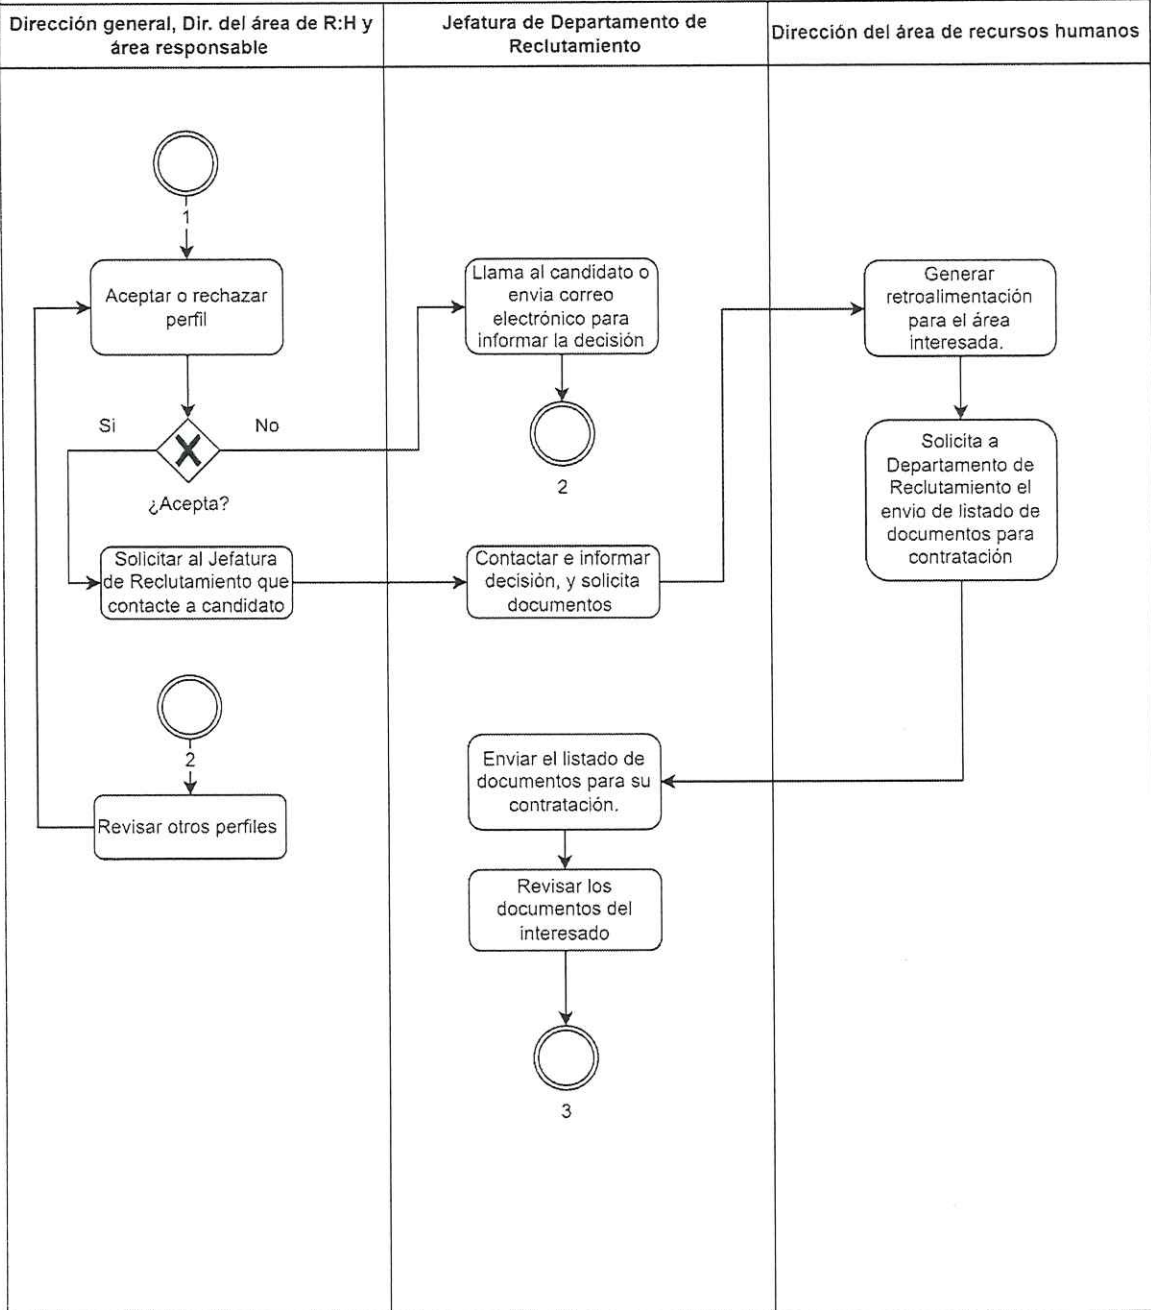 Dirección general, Dir. del área de R:H y
área responsable
Jefatura de Departamento de
Reclutamiento
Dirección del área de recursos humanos
1
Aceptar o rechazar
perfil
Llama al candidato o
envia correo
electrónico para
informar la decisión
Generar
retroalimentación
para el área
interesada.
Si
No
¿Acepta?
2
Solicita a
Departamento de
Reclutamiento el
envio de listado de
documentos para
contratación
Solicitar al Jefatura
de Reclutamiento que
contacte a candidato
Contactar e informar
decisión, y solicita
documentos
2
Revisar otros perfiles
Enviar el listado de
documentos para su
contratación.
Revisar los
documentos del
interesado
3